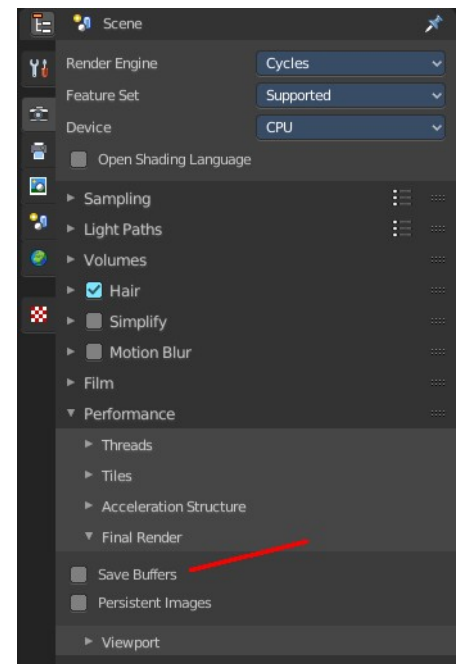 Scene
Render Engine Cycles
Feature Set Supported
Device CPU
Open Shading Language
Sampling
Light Paths
Volumes
Hair
Simplify
Motion Blur
Film
Performance
Threads
Tiles
Acceleration Structure
Final Render
Save Buffers
Persistent Images
Viewport